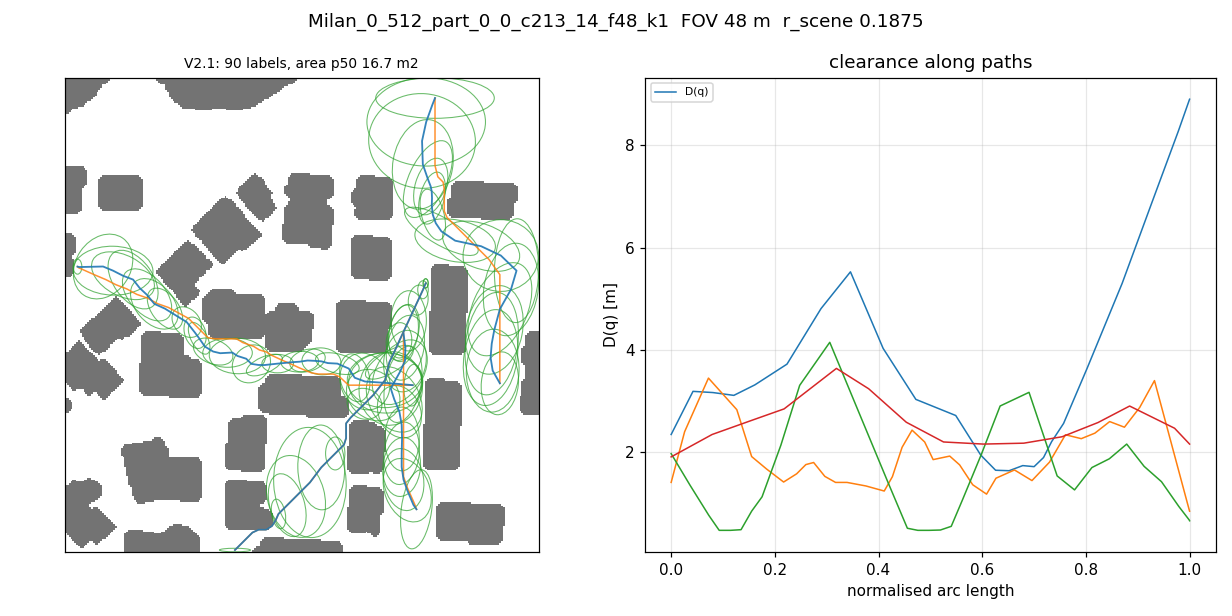 Milan_0_512_part_0_0_c213_14_f48_k1 FOV 48 m r_scene 0.1875
V2.1: 90 labels, area p50 16.7 m2
clearance along paths
D(q)
8
6
4
2
D(q) [m]
0.0 0.2 0.4 0.6 0.8 1.0
normalised arc length